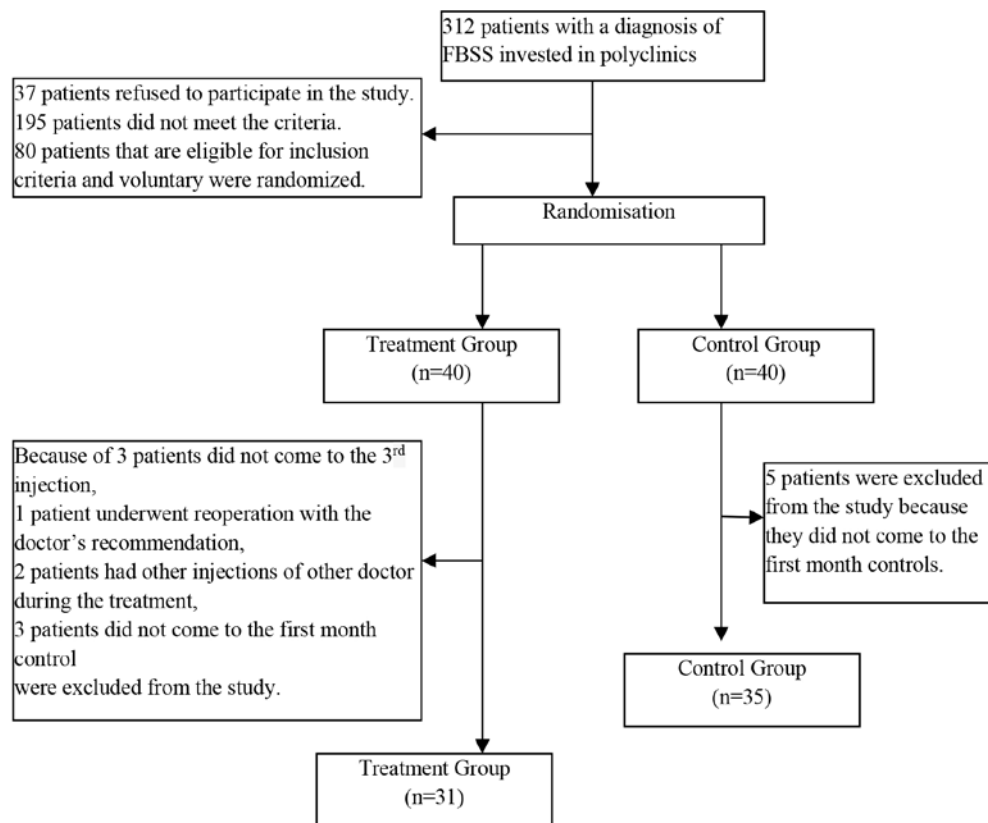 312 patients with a diagnosis of
FBSS invested in polyclinics
37 patients refused to participate in the study.
195 patients did not meet the criteria.
80 patients that are eligible for inclusion
criteria and voluntary were randomized.
Randomisation
Treatment Group
(n=40)
Control Group
(n=40)
Because of 3 patients did not come to the 3rd
injection,
1 patient underwent reoperation with the
doctor’s recommendation,
2 patients had other injections of other doctor
during the treatment,
3 patients did not come to the first month
control
were excluded from the study.
5 patients were excluded
from the study because
they did not come to the
first month controls.
Control Group
(n=35)
Treatment Group
(n=31)